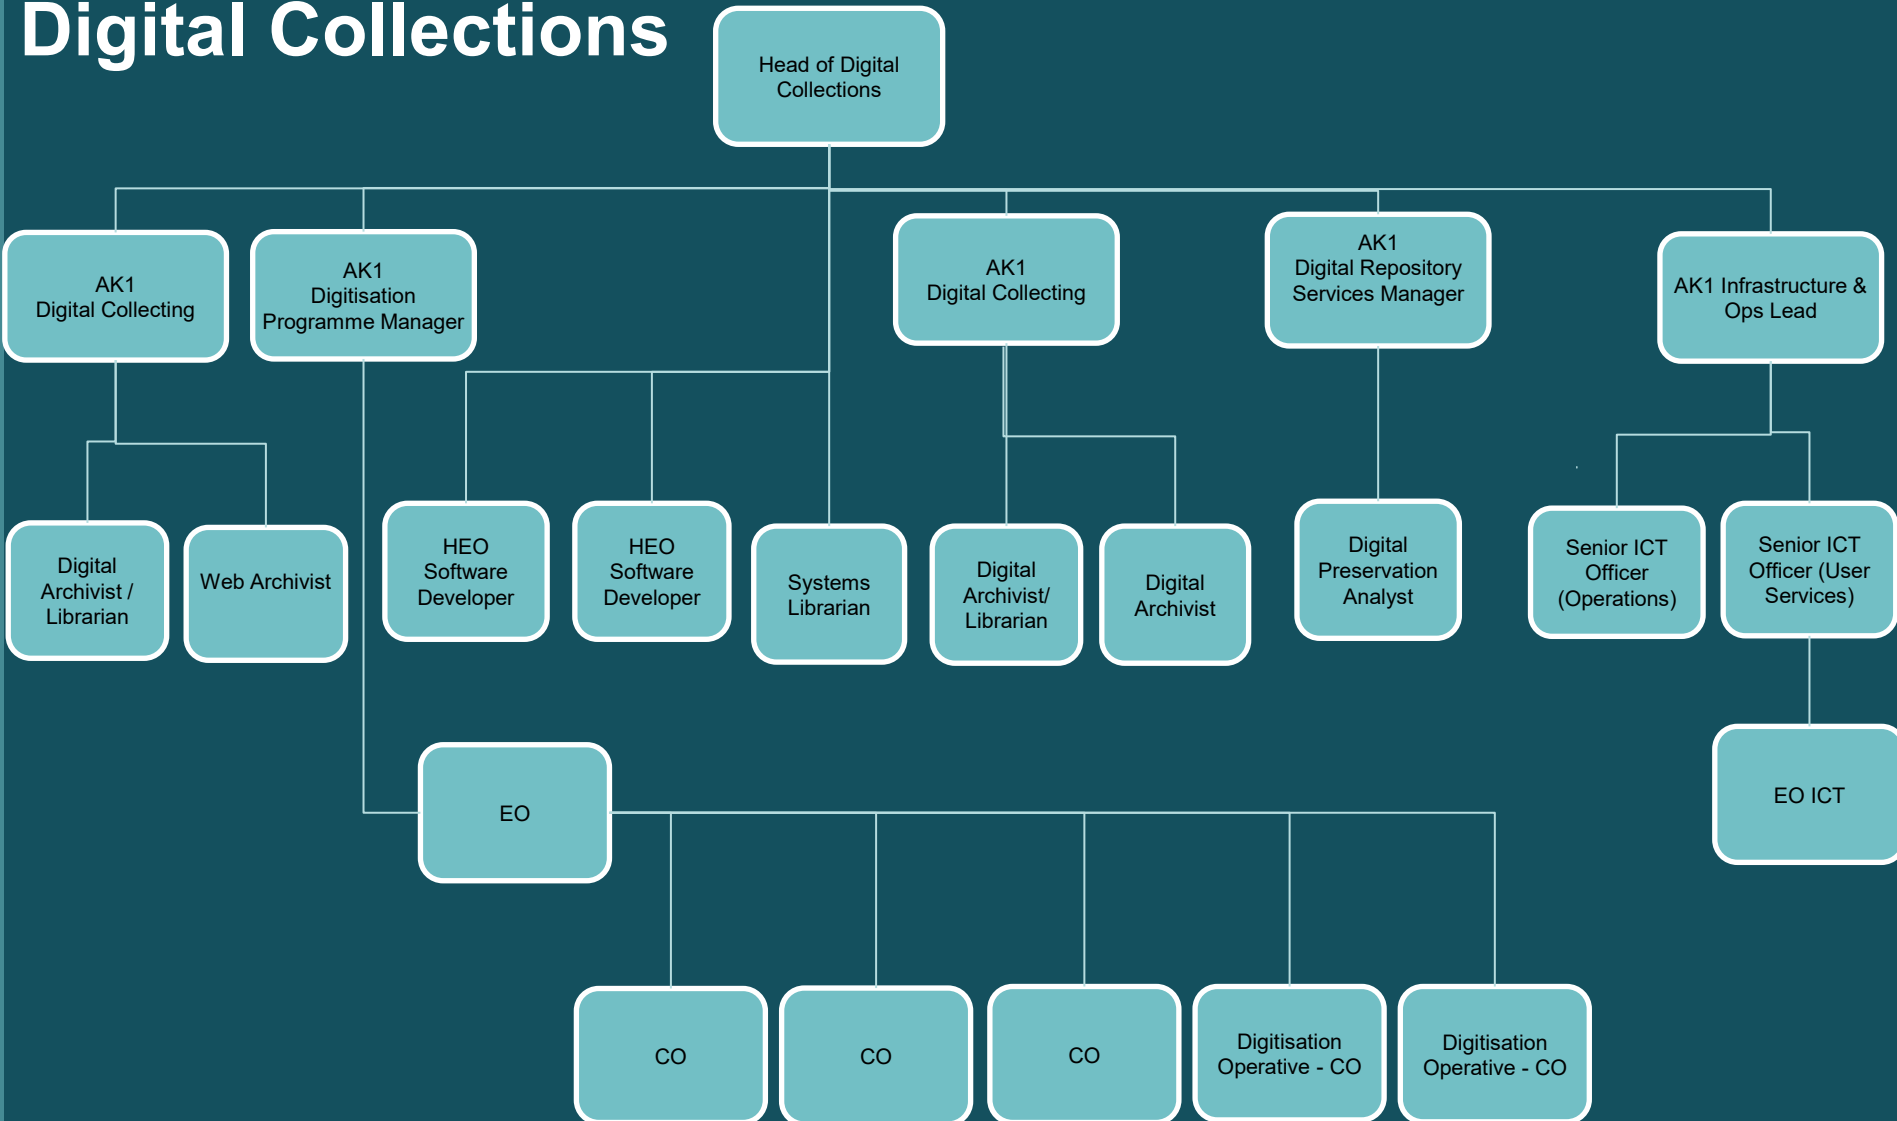 Digital Collections
Head of Digital
Collections
AK1
Digital Collecting
AK1
Digitisation
Programme Manager
AK1
Digital Collecting
AK1
Digital Repository
Services Manager
AK1 Infrastructure &
Ops Lead
Digital
Archivist /
Librarian
Web Archivist
HEO
Software
Developer
HEO
Software
Developer
Systems
Librarian
Digital
Archivist/
Librarian
Digital
Archivist
Digital
Preservation
Analyst
Senior ICT
Officer
(Operations)
Senior ICT
Officer (User
Services)
EO
EO ICT
CO
CO
CO
Digitisation
Operative - CO
Digitisation
Operative - CO